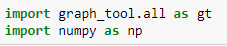 import graph_tool.all as gt
import numpy as np